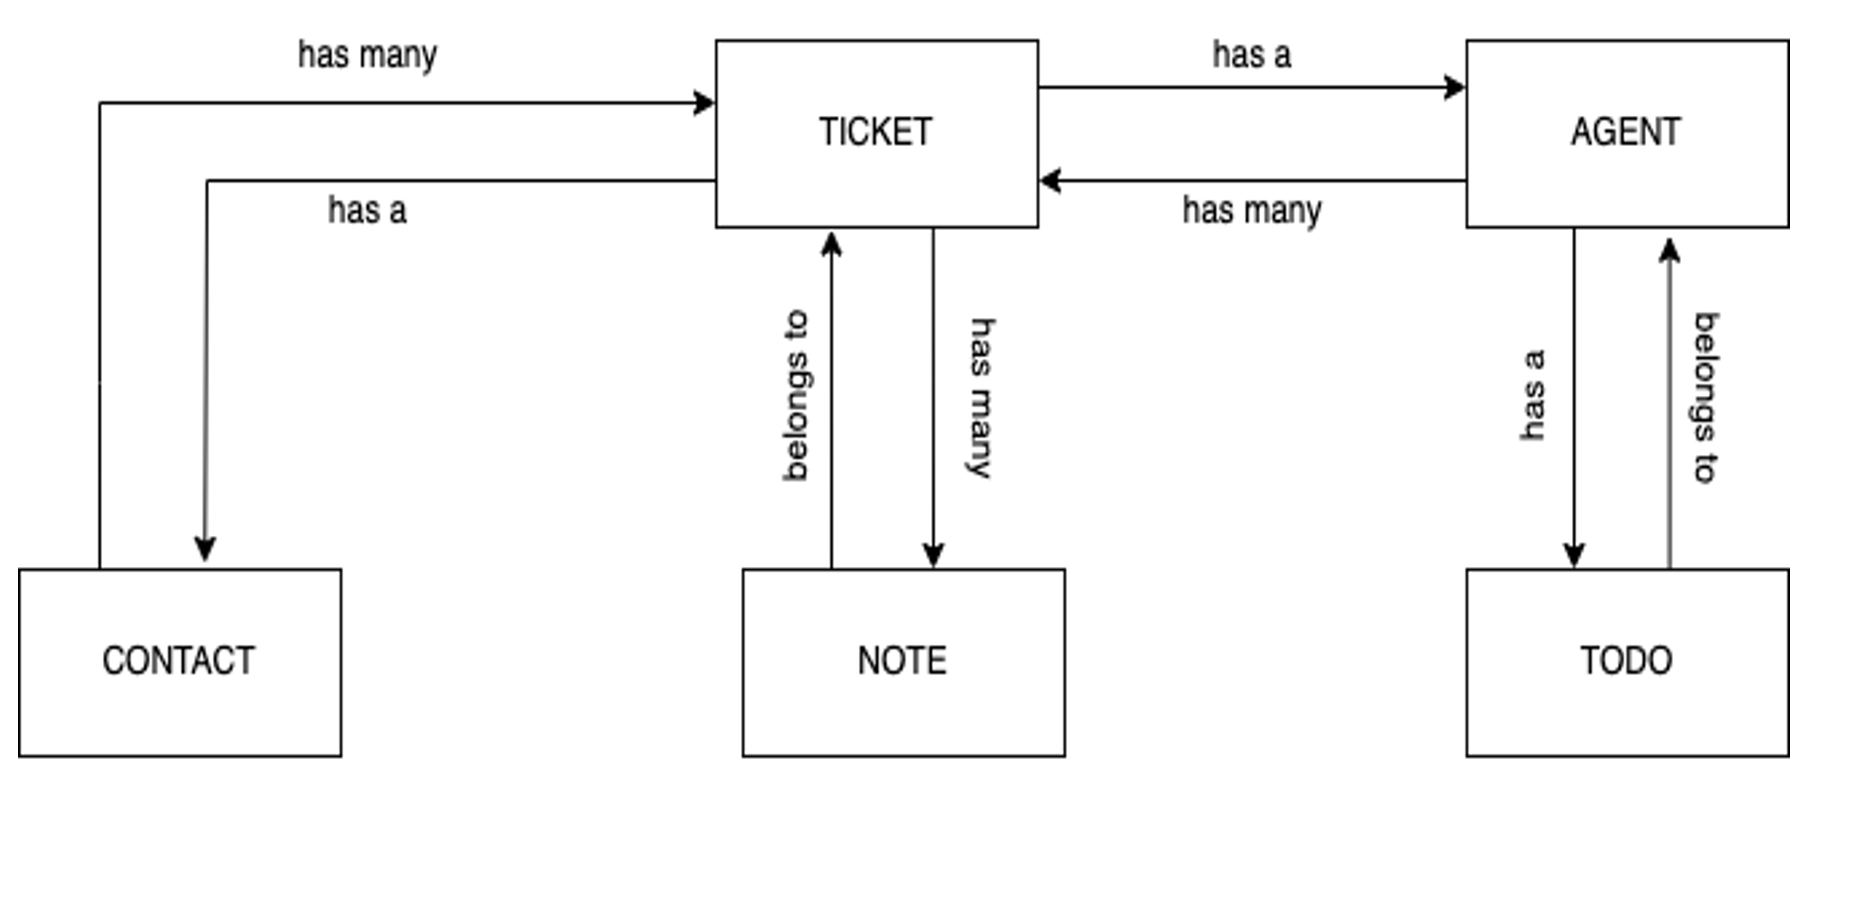 has many
has a
TICKET
AGENT
has a
has many
belongs to
has many
has a
belongs to
CONTACT
NOTE
TODO